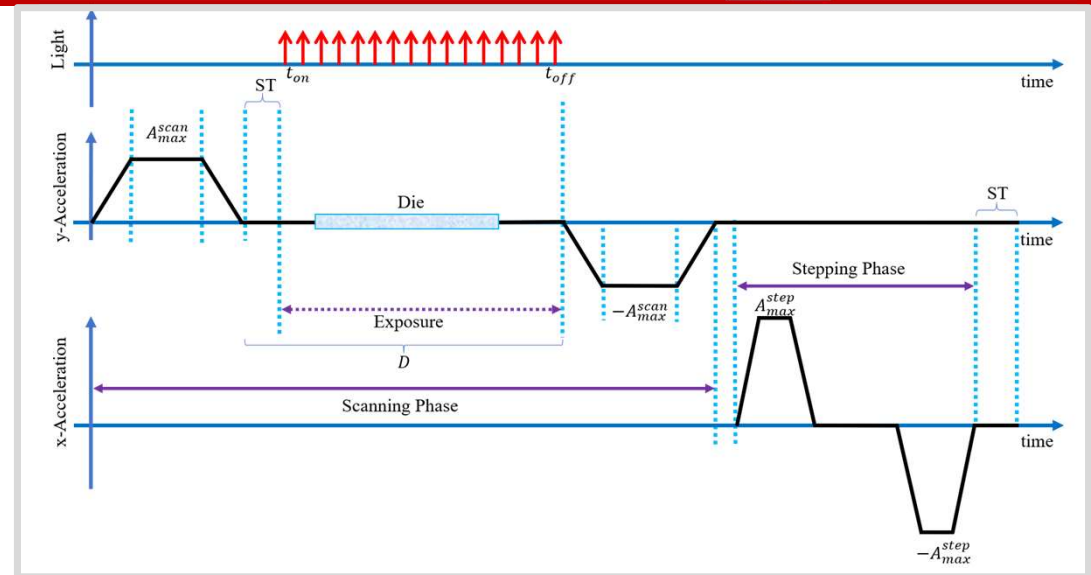 Light
t_on
t_off
time
ST
A_max^scan
y-Acceleration
Die
ST
time
Stepping Phase
-A_max^scan
A_max^step
Exposure
D
Scanning Phase
x-Acceleration
time
-A_max^step